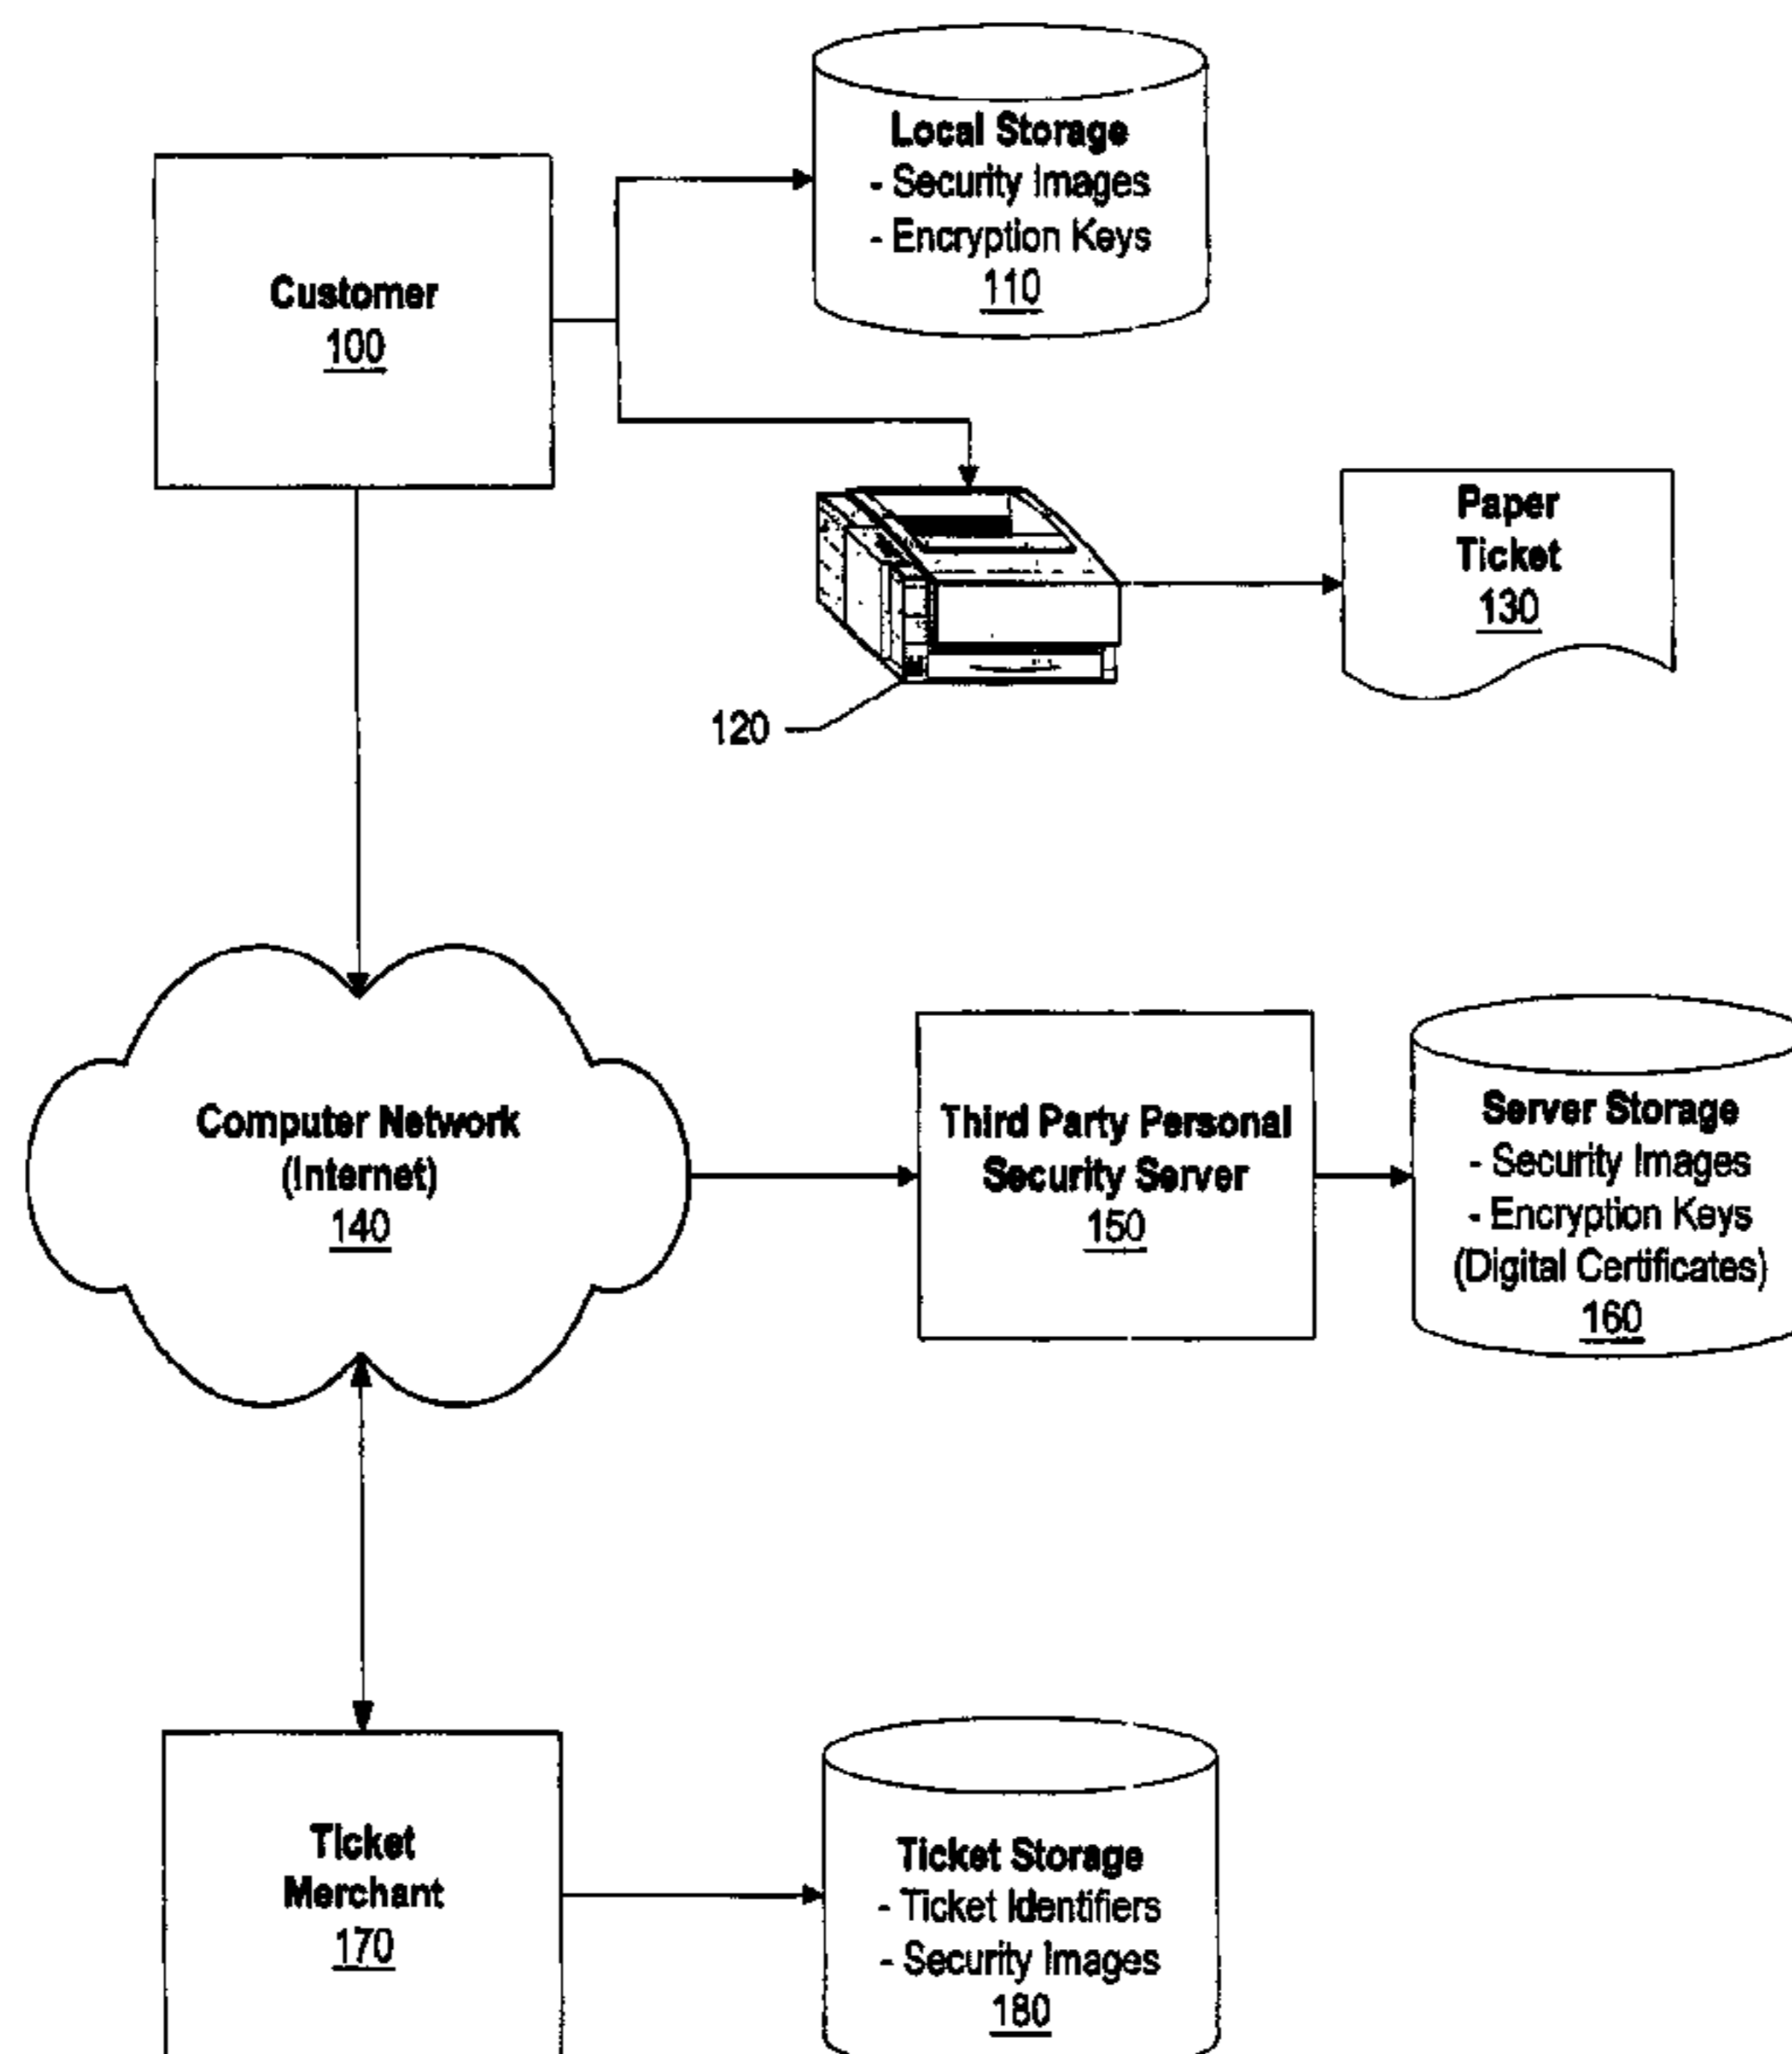 Local Storage
- Security Images
- Encryption Keys
110
Customer
100
Paper
Ticket
130
120
Computer Network
(Internet)
140
Third Party Personal
Security Server
150
Server Storage
- Security Images
- Encryption Keys
(Digital Certificates)
160
Ticket
Merchant
170
Ticket Storage
- Ticket Identifiers
- Security Images
180